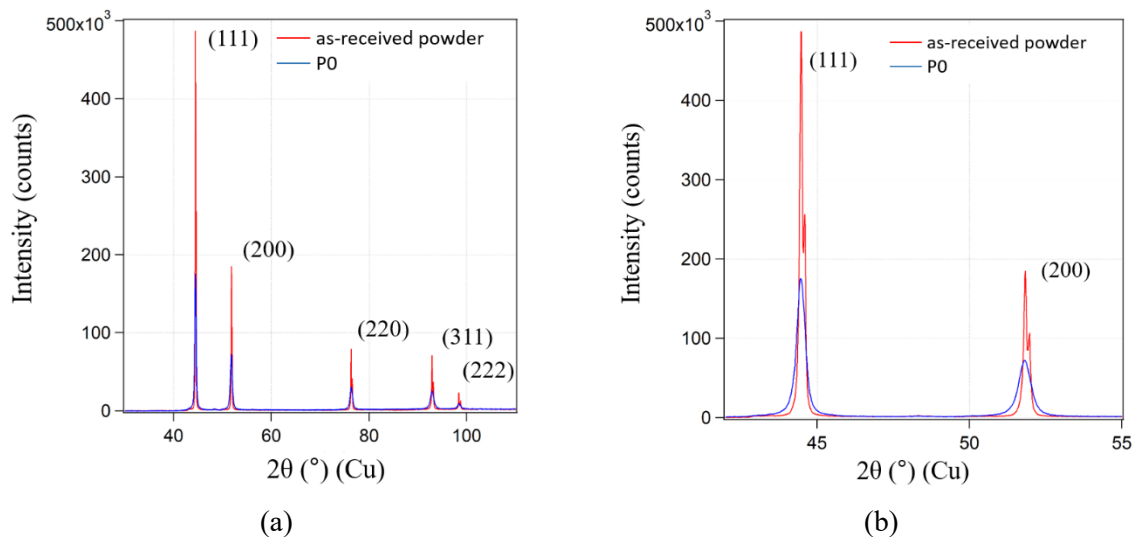 500x10³
as-received powder
P0
(111)
400
300
(200)
200
(220)
(311)
(222)
100
0
40
60
80
100
Intensity (counts)
2θ (°) (Cu)
(a)
500x10³
as-received powder
P0
(111)
400
300
(200)
200
100
0
45
50
55
Intensity (counts)
2θ (°) (Cu)
(b)